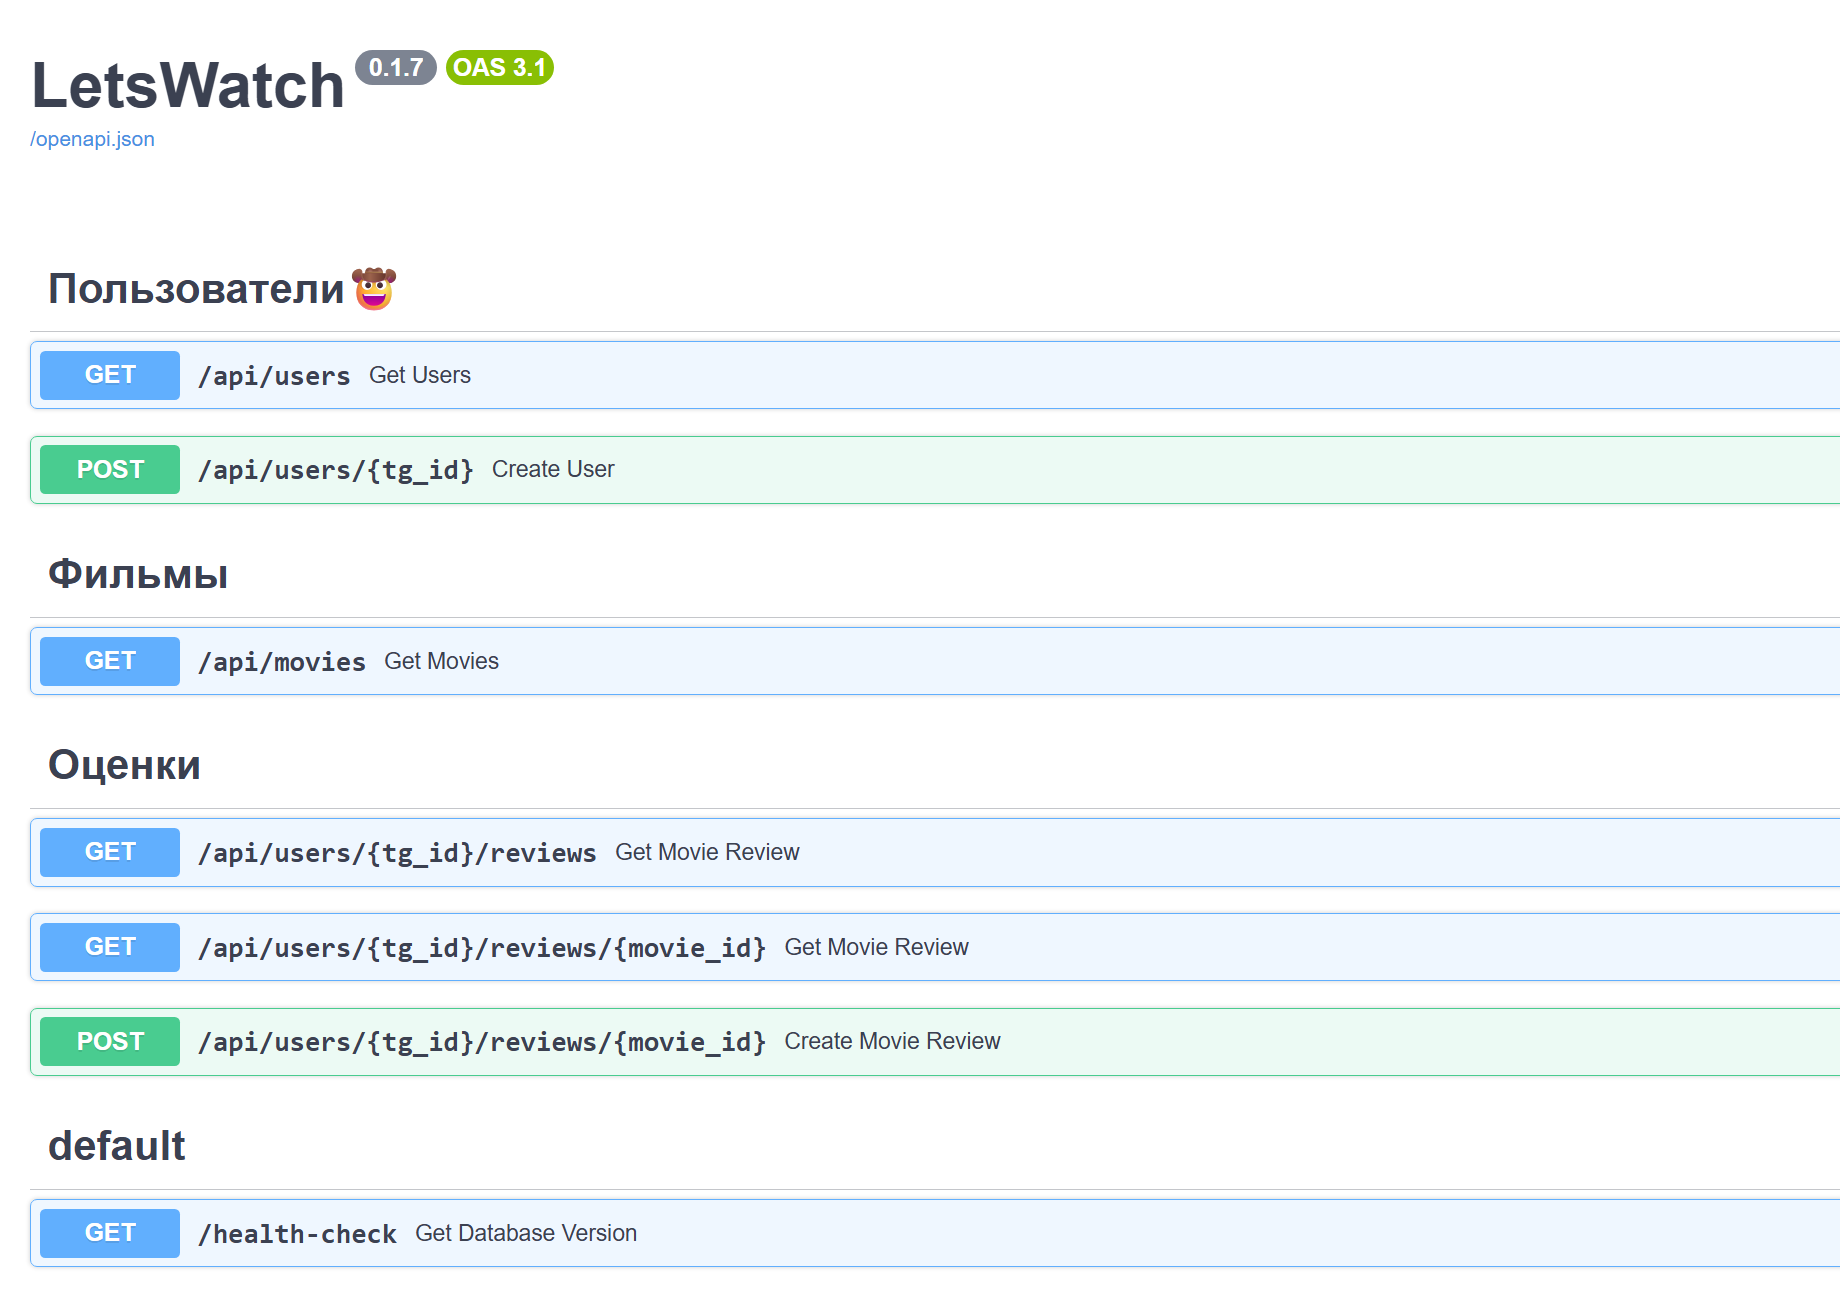 LetsWatch 0.1.7 OAS 3.1
/openapi.json
Пользователи🤠
GET /api/users Get Users
POST /api/users/{tg_id} Create User
Фильмы
GET /api/movies Get Movies
Оценки
GET /api/users/{tg_id}/reviews Get Movie Review
GET /api/users/{tg_id}/reviews/{movie_id} Get Movie Review
POST /api/users/{tg_id}/reviews/{movie_id} Create Movie Review
default
GET /health-check Get Database Version